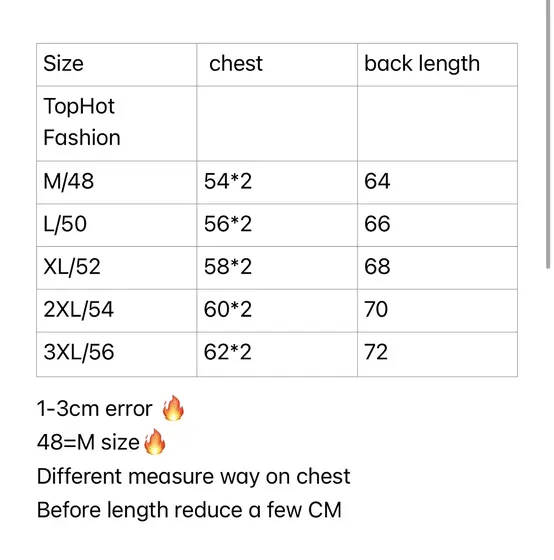 Size chest back length
TopHot
Fashion
M/48 54*2 64
L/50 56*2 66
XL/52 58*2 68
2XL/54 60*2 70
3XL/56 62*2 72
1-3cm error 🔥
48=M size🔥
Different measure way on chest
Before length reduce a few CM